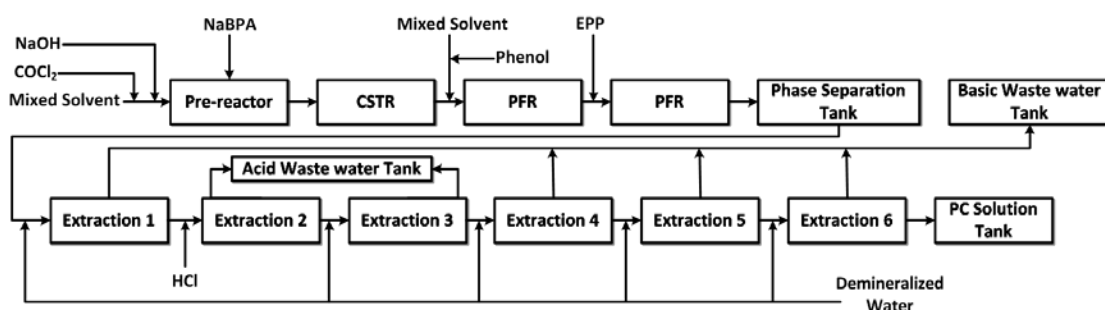 NaBPA
Mixed Solvent
EPP
NaOH
Phenol
COCl₂
Mixed Solvent
Pre-reactor
CSTR
PFR
PFR
Phase Separation
Tank
Basic Waste water
Tank
Acid Waste water Tank
Extraction 1
Extraction 2
Extraction 3
Extraction 4
Extraction 5
Extraction 6
PC Solution
Tank
HCl
Demineralized
Water